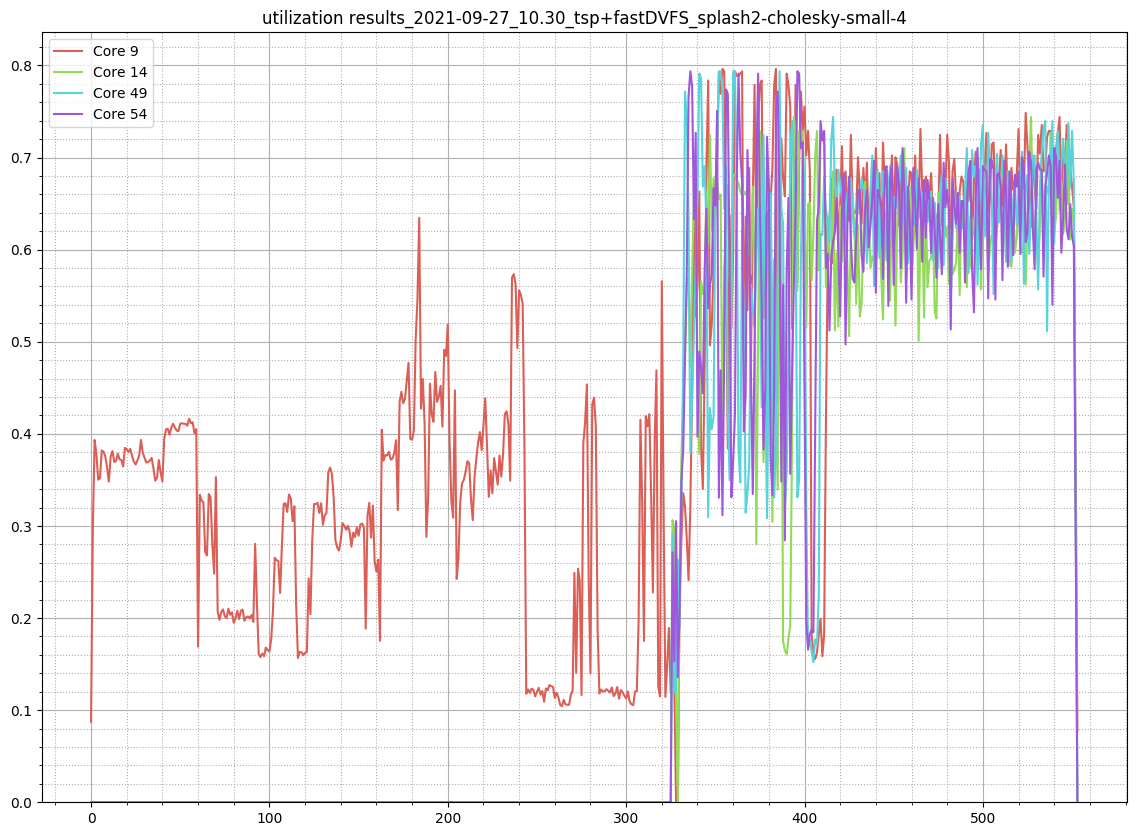 utilization results_2021-09-27_10.30_tsp+fastDVFS_splash2-cholesky-small-4
Core 9
Core 14
Core 49
Core 54
0.8
0.7
0.6
0.5
0.4
0.3
0.2
0.1
0.0
0 100 200 300 400 500